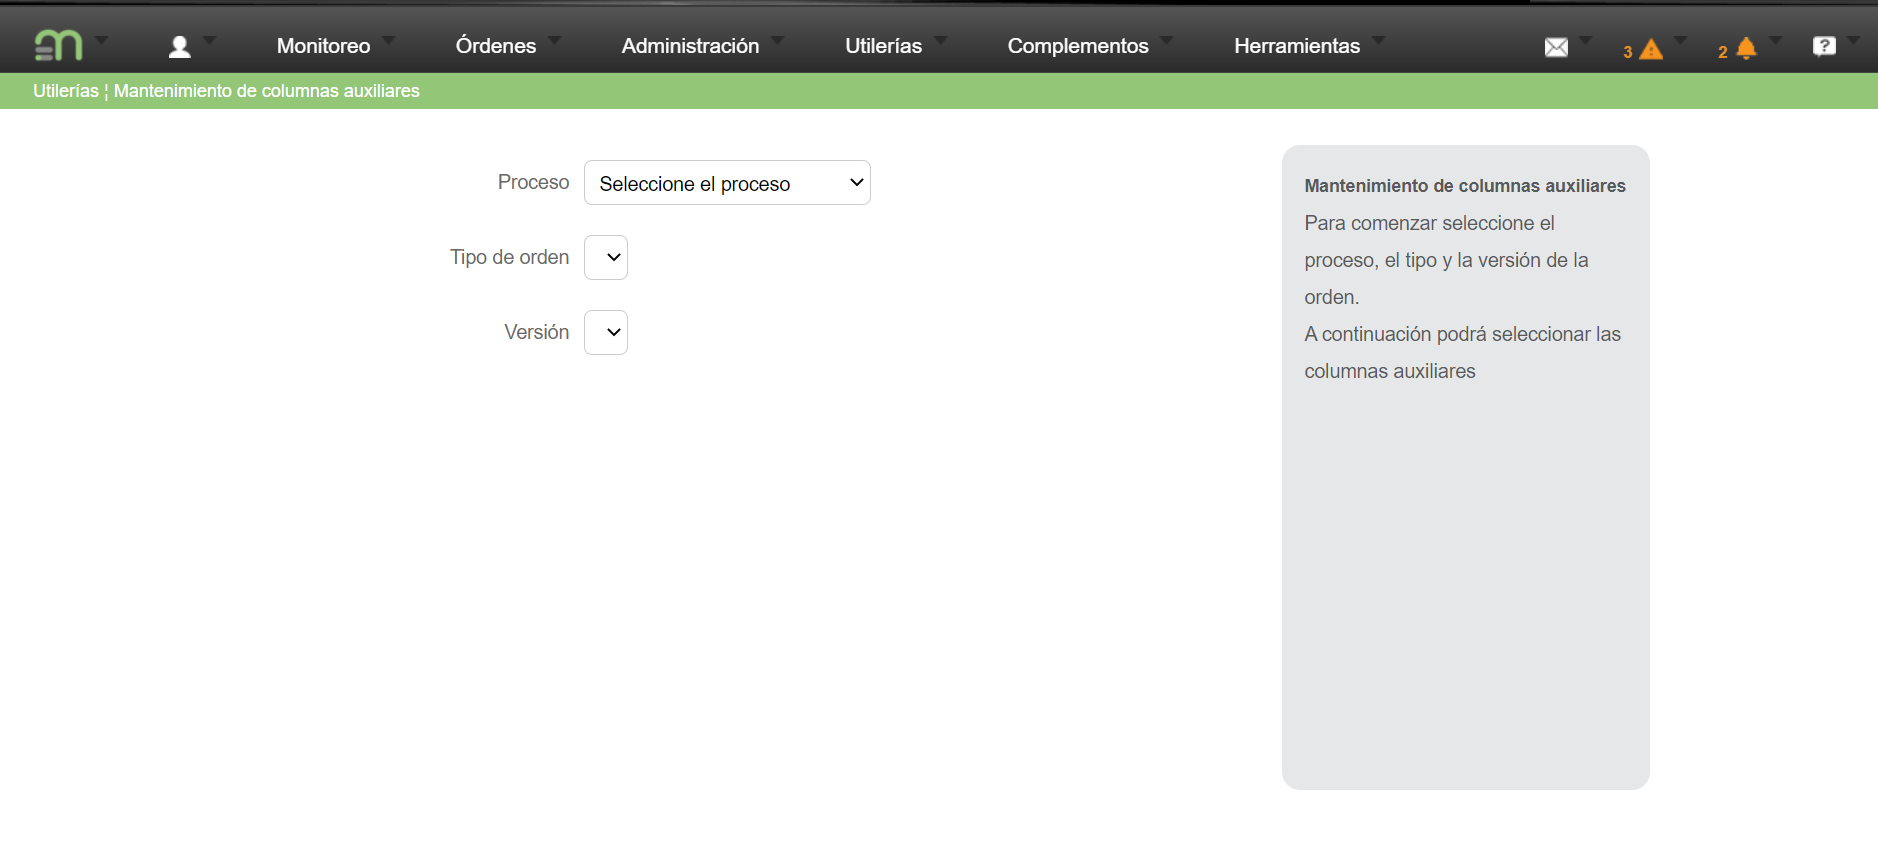 Monitoreo Órdenes Administración Utilerías Complementos Herramientas 3 2 ?
Utilerías ¦ Mantenimiento de columnas auxiliares
Proceso Seleccione el proceso
Tipo de orden
Versión
Mantenimiento de columnas auxiliares
Para comenzar seleccione el
proceso, el tipo y la versión de la
orden.
A continuación podrá seleccionar las
columnas auxiliares